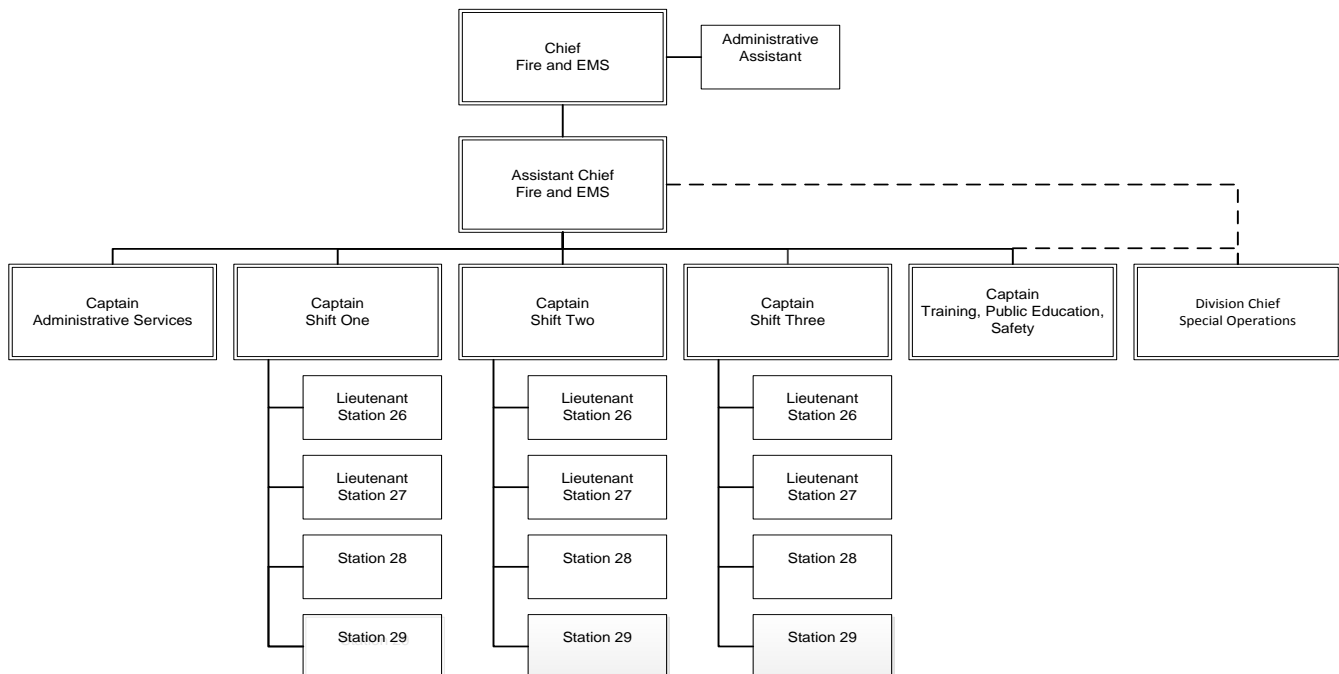 Chief
Fire and EMS
Administrative
Assistant
Assistant Chief
Fire and EMS
Captain
Administrative Services
Captain
Shift One
Captain
Shift Two
Captain
Shift Three
Captain
Training, Public Education,
Safety
Division Chief
Special Operations
Lieutenant
Station 26
Lieutenant
Station 26
Lieutenant
Station 26
Lieutenant
Station 27
Lieutenant
Station 27
Lieutenant
Station 27
Station 28
Station 28
Station 28
Station 29
Station 29
Station 29